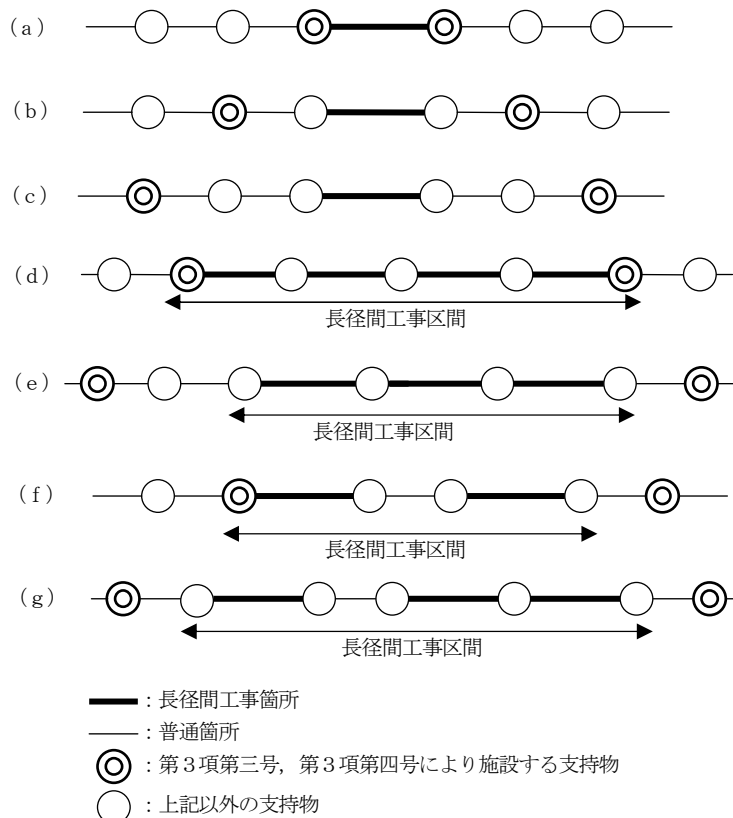 (a)
(b)
(c)
(d)
長径間工事区間
(e)
長径間工事区間
(f)
長径間工事区間
(g)
長径間工事区間
：長径間工事箇所
：普通箇所
：第３項第三号，第３項第四号により施設する支持物
：上記以外の支持物